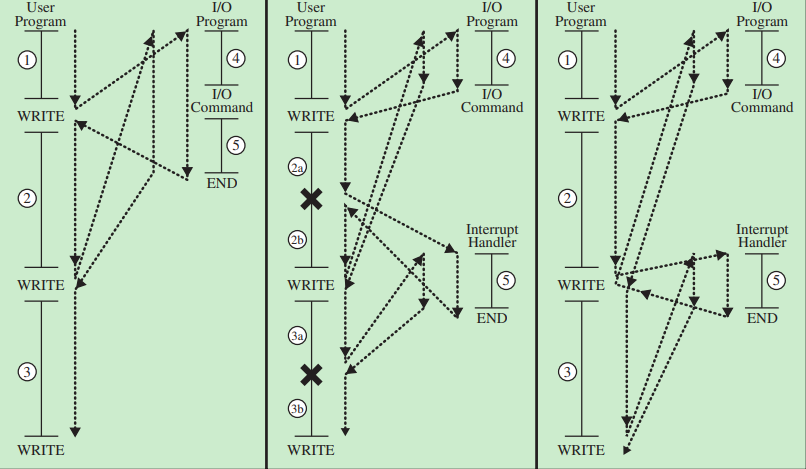 User
Program
I/O
Program
1
4
I/O
Command
WRITE
5
END
2
WRITE
3
WRITE
User
Program
I/O
Program
1
4
I/O
Command
WRITE
2a
2b
Interrupt
Handler
5
END
WRITE
3a
3b
WRITE
User
Program
I/O
Program
1
4
I/O
Command
WRITE
2
Interrupt
Handler
5
END
WRITE
3
WRITE